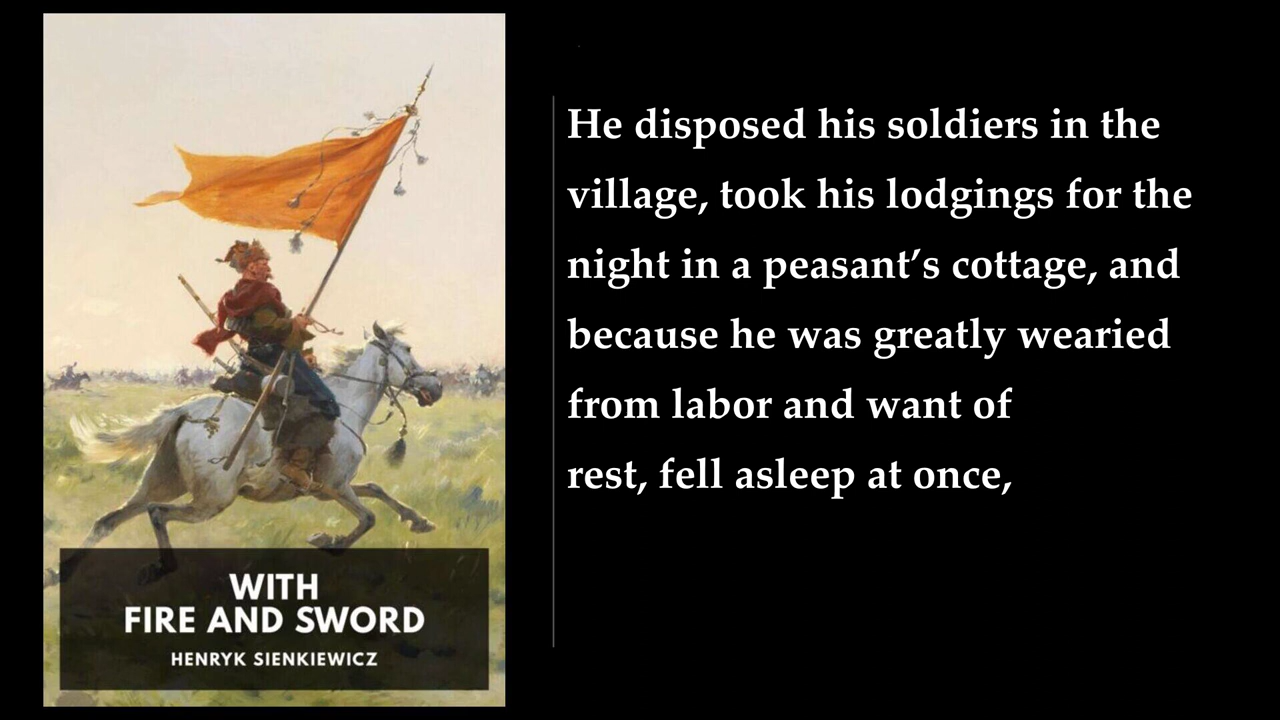 He disposed his soldiers in the
village, took his lodgings for the
night in a peasant’s cottage, and
because he was greatly wearied
from labor and want of
rest, fell asleep at once,
WITH
FIRE AND SWORD
HENRYK SIENKIEWICZ